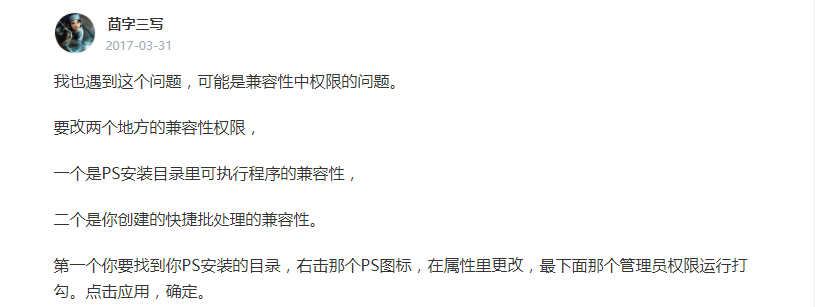 茴字三写
2017-03-31
我也遇到这个问题，可能是兼容性中权限的问题。
要改两个地方的兼容性权限，
一个是PS安装目录里可执行程序的兼容性，
二个是你创建的快捷批处理的兼容性。
第一个你要找到你PS安装的目录，右击那个PS图标，在属性里更改，最下面那个管理员权限运行打
勾。点击应用，确定。